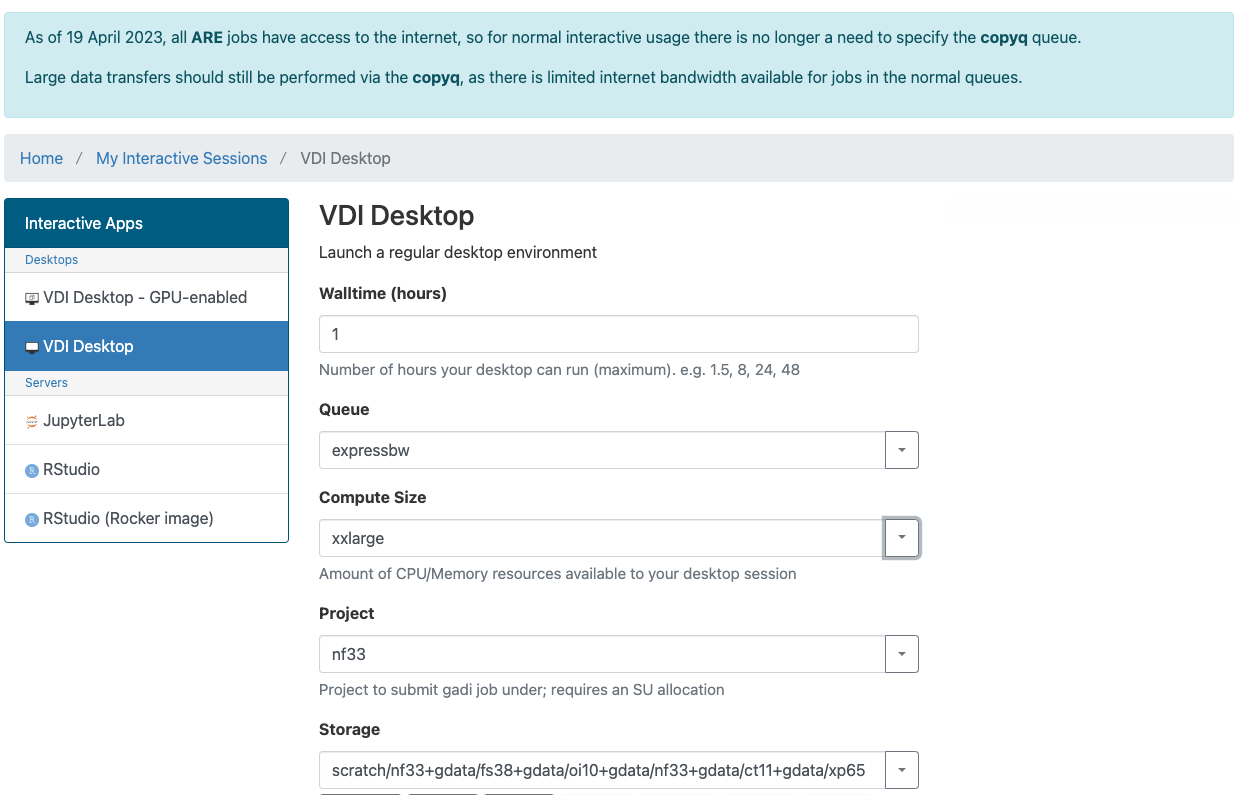 As of 19 April 2023, all ARE jobs have access to the internet, so for normal interactive usage there is no longer a need to specify the copyq queue.
Large data transfers should still be performed via the copyq, as there is limited internet bandwidth available for jobs in the normal queues.
Home / My Interactive Sessions / VDI Desktop
Interactive Apps
Desktops
VDI Desktop - GPU-enabled
VDI Desktop
Servers
JupyterLab
RStudio
RStudio (Rocker image)
VDI Desktop
Launch a regular desktop environment
Walltime (hours)
1
Number of hours your desktop can run (maximum). e.g. 1.5, 8, 24, 48
Queue
expressbw
Compute Size
xxlarge
Amount of CPU/Memory resources available to your desktop session
Project
nf33
Project to submit gadi job under; requires an SU allocation
Storage
scratch/nf33+gdata/fs38+gdata/oi10+gdata/nf33+gdata/ct11+gdata/xp65